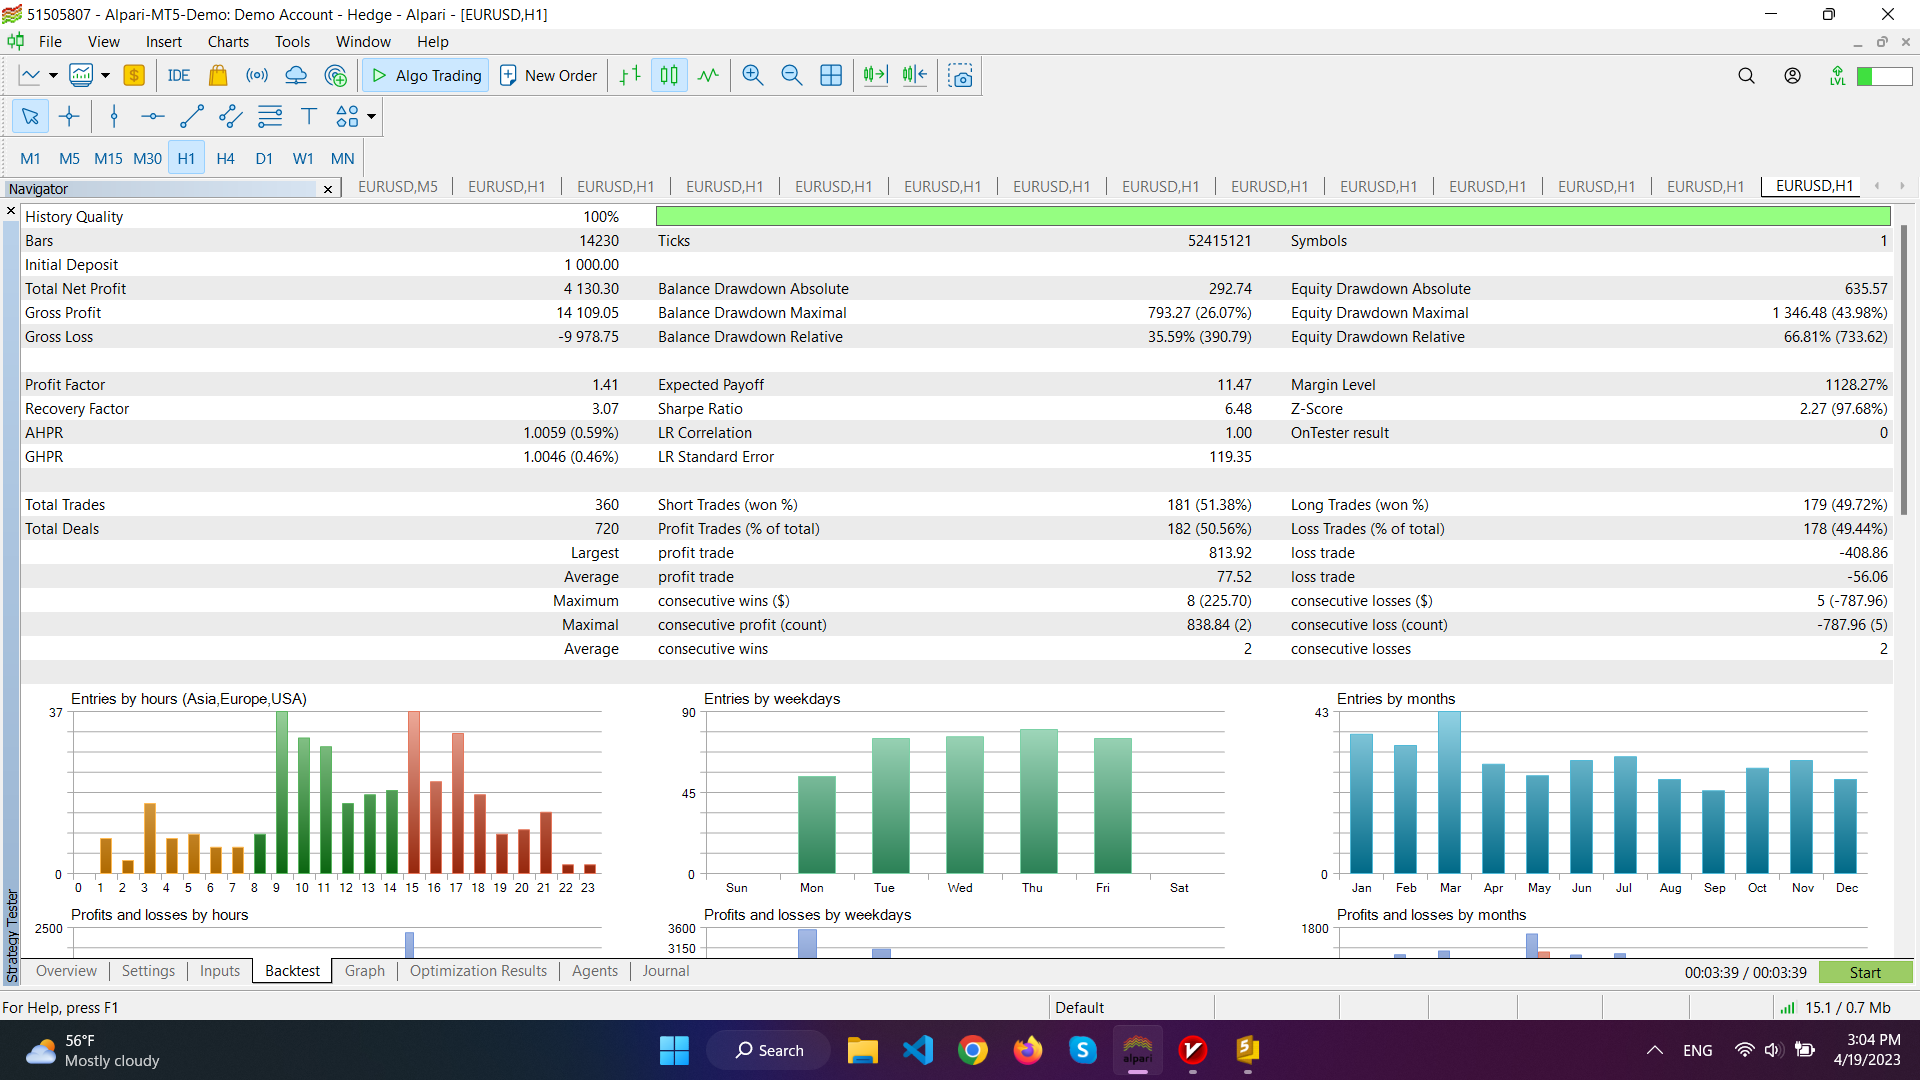 51505807 - Alpari-MT5-Demo: Demo Account - Hedge - Alpari - [EURUSD,H1]
File View Insert Charts Tools Window Help
IDE Algo Trading New Order LVL
M1 M5 M15 M30 H1 H4 D1 W1 MN
Navigator EURUSD,M5 EURUSD,H1 EURUSD,H1 EURUSD,H1 EURUSD,H1 EURUSD,H1 EURUSD,H1 EURUSD,H1 EURUSD,H1 EURUSD,H1 EURUSD,H1 EURUSD,H1 EURUSD,H1 EURUSD,H1
History Quality 100%
Bars 14230 Ticks 52415121 Symbols 1
Initial Deposit 1 000.00
Total Net Profit 4 130.30 Balance Drawdown Absolute 292.74 Equity Drawdown Absolute 635.57
Gross Profit 14 109.05 Balance Drawdown Maximal 793.27 (26.07%) Equity Drawdown Maximal 1 346.48 (43.98%)
Gross Loss -9 978.75 Balance Drawdown Relative 35.59% (390.79) Equity Drawdown Relative 66.81% (733.62)
Profit Factor 1.41 Expected Payoff 11.47 Margin Level 1128.27%
Recovery Factor 3.07 Sharpe Ratio 6.48 Z-Score 2.27 (97.68%)
AHPR 1.0059 (0.59%) LR Correlation 1.00 OnTester result 0
GHPR 1.0046 (0.46%) LR Standard Error 119.35
Total Trades 360 Short Trades (won %) 181 (51.38%) Long Trades (won %) 179 (49.72%)
Total Deals 720 Profit Trades (% of total) 182 (50.56%) Loss Trades (% of total) 178 (49.44%)
Largest profit trade 813.92 loss trade -408.86
Average profit trade 77.52 loss trade -56.06
Maximum consecutive wins ($) 8 (225.70) consecutive losses ($) 5 (-787.96)
Maximal consecutive profit (count) 838.84 (2) consecutive loss (count) -787.96 (5)
Average consecutive wins 2 consecutive losses 2
Entries by hours (Asia,Europe,USA) Entries by weekdays Entries by months
37 90 43
45
0 0 0
0 1 2 3 4 5 6 7 8 9 10 11 12 13 14 15 16 17 18 19 20 21 22 23 Sun Mon Tue Wed Thu Fri Sat Jan Feb Mar Apr May Jun Jul Aug Sep Oct Nov Dec
Profits and losses by hours Profits and losses by weekdays Profits and losses by months
2500 3600 1800
3150
Strategy Tester
Overview Settings Inputs Backtest Graph Optimization Results Agents Journal 00:03:39 / 00:03:39 Start
For Help, press F1 Default 15.1 / 0.7 Mb
56°F
Mostly cloudy
Search
alpari
ENG
3:04 PM
4/19/2023